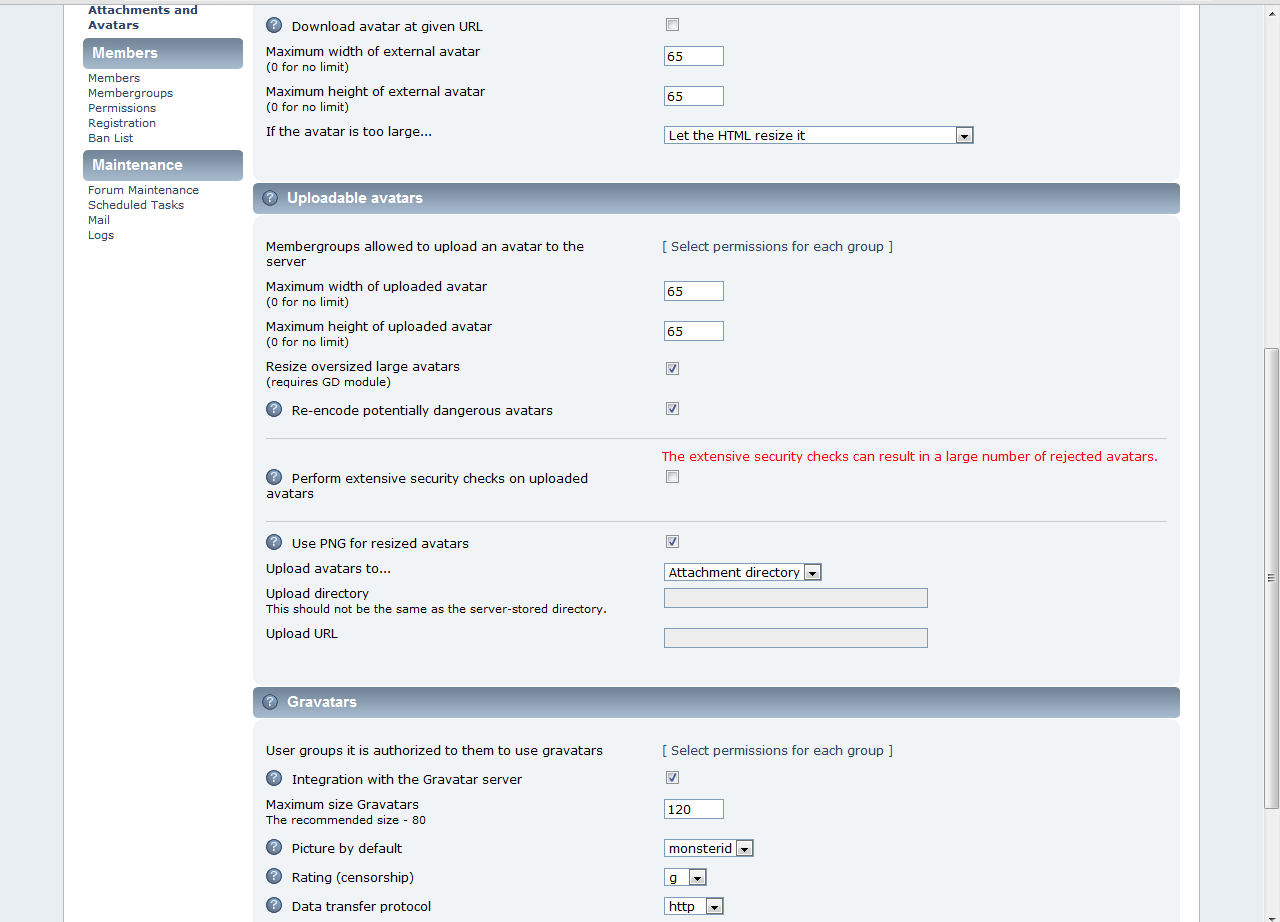 Attachments and
Avatars
Members
Members
Membergroups
Permissions
Registration
Ban List
Maintenance
Forum Maintenance
Scheduled Tasks
Mail
Logs
? Download avatar at given URL
Maximum width of external avatar
(0 for no limit)
65
Maximum height of external avatar
(0 for no limit)
65
If the avatar is too large...
Let the HTML resize it
? Uploadable avatars
Membergroups allowed to upload an avatar to the
server
[ Select permissions for each group ]
Maximum width of uploaded avatar
(0 for no limit)
65
Maximum height of uploaded avatar
(0 for no limit)
65
Resize oversized large avatars
(requires GD module)
? Re-encode potentially dangerous avatars
The extensive security checks can result in a large number of rejected avatars.
? Perform extensive security checks on uploaded
avatars
? Use PNG for resized avatars
Upload avatars to...
Attachment directory
Upload directory
This should not be the same as the server-stored directory.
Upload URL
? Gravatars
User groups it is authorized to them to use gravatars
[ Select permissions for each group ]
? Integration with the Gravatar server
Maximum size Gravatars
The recommended size - 80
120
? Picture by default
monsterid
? Rating (censorship)
g
? Data transfer protocol
http